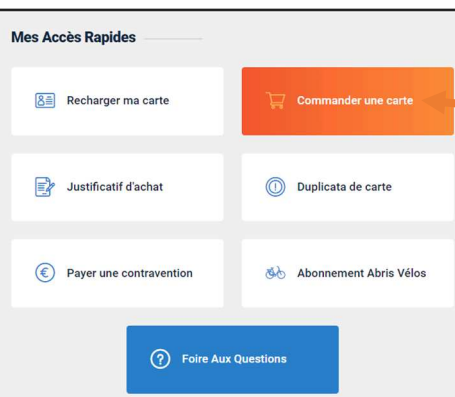 Mes Accès Rapides
Recharger ma carte
Commander une carte
Justificatif d'achat
Duplicata de carte
Payer une contravention
Abonnement Abris Vélos
Foire Aux Questions